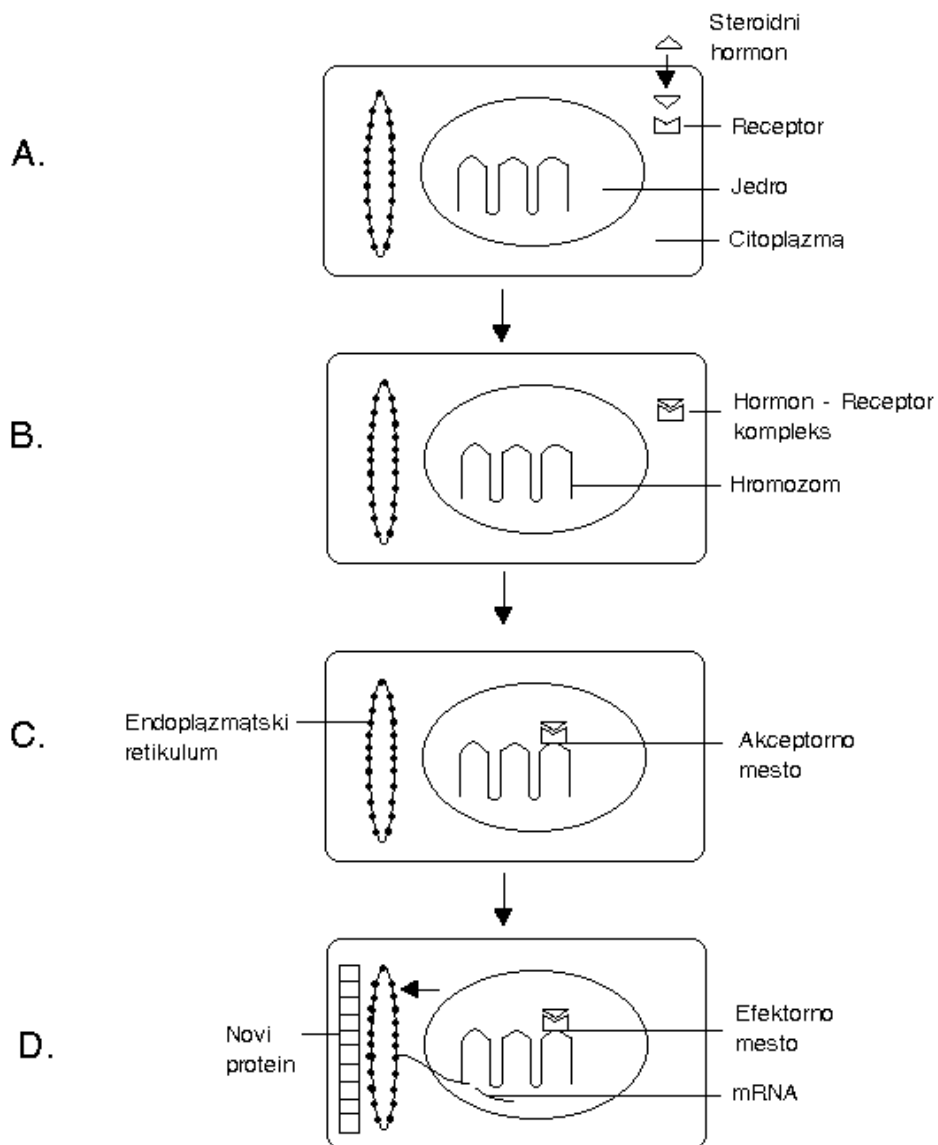 Steroidni
hormon
A.
Receptor
Jedro
Citoplazma
B.
Hormon - Receptor
kompleks
Hromozom
C.
Endoplazmatski
retikulum
Akceptorno
mesto
D.
Novi
protein
Efektorno
mesto
mRNA